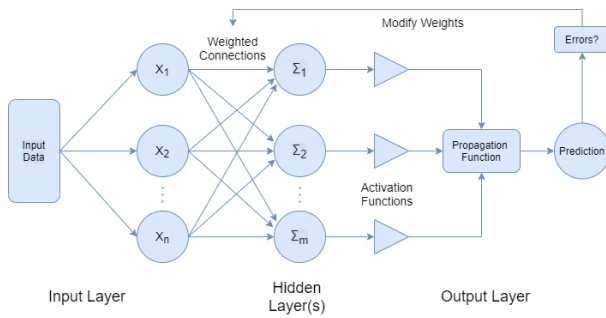 Modify Weights
Errors?
Weighted
Connections
X1
Σ1
Input
Data
X2
Σ2
Propagation
Function
Prediction
Activation
Functions
Xn
Σm
Input Layer
Hidden
Layer(s)
Output Layer